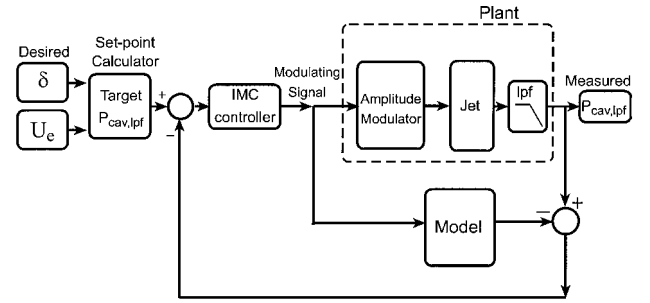 Plant
Desired
Set-point
Calculator
δ
U_e
Target
P_cav,lpf
+
−
IMC
controller
Modulating
Signal
Amplitude
Modulator
Jet
lpf
Measured
P_cav,lpf
Model
−
+